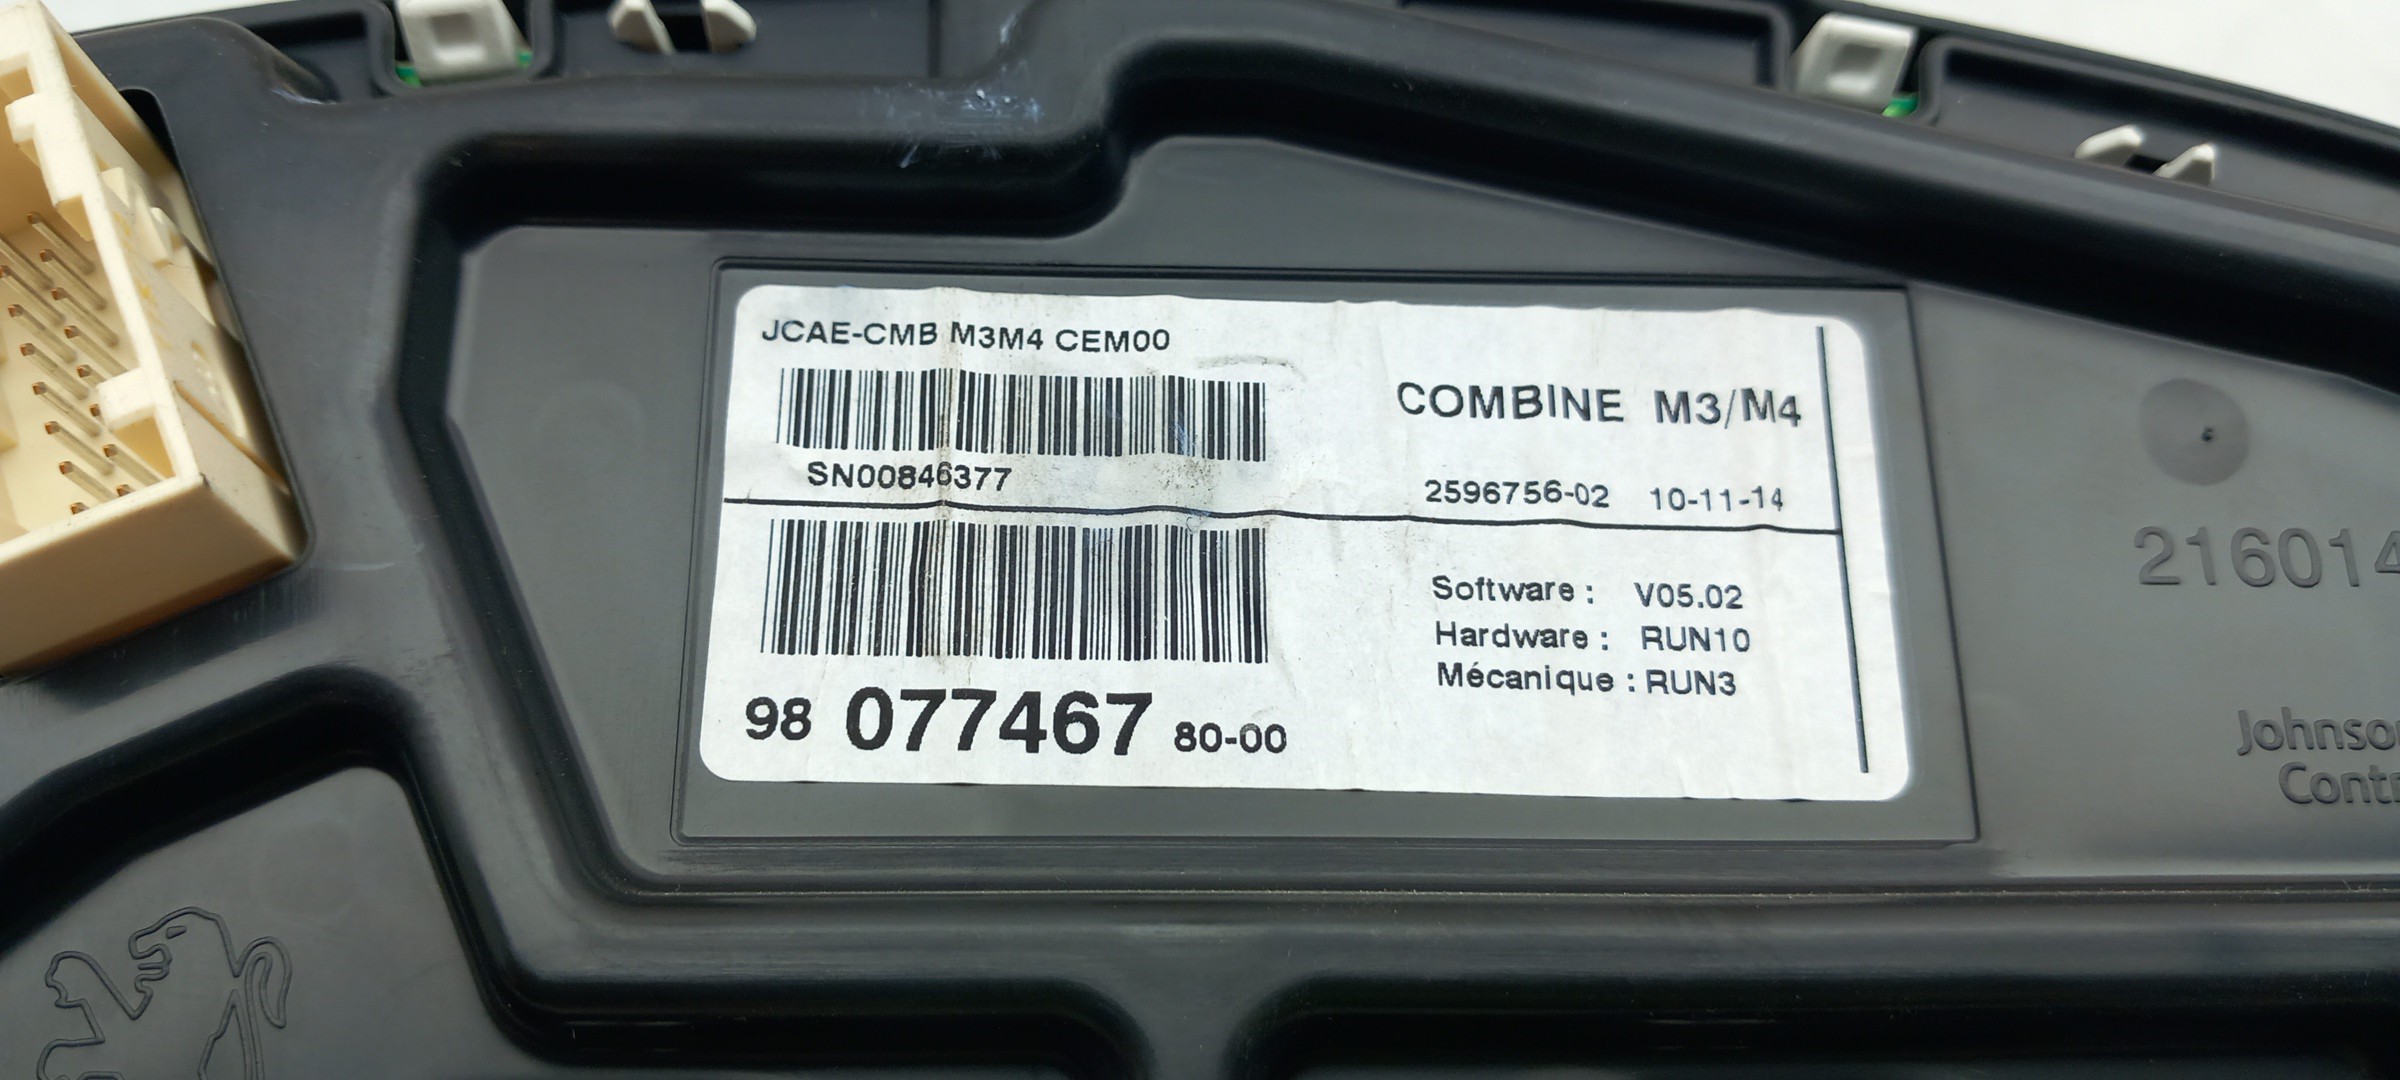 JCAE-CMB M3M4 CEM00
SN00846377
COMBINE M3/M4
2596756-02 10-11-14
98 077467 80-00
Software : V05.02
Hardware : RUN10
Mécanique : RUN3
216014
Johnso
Contr